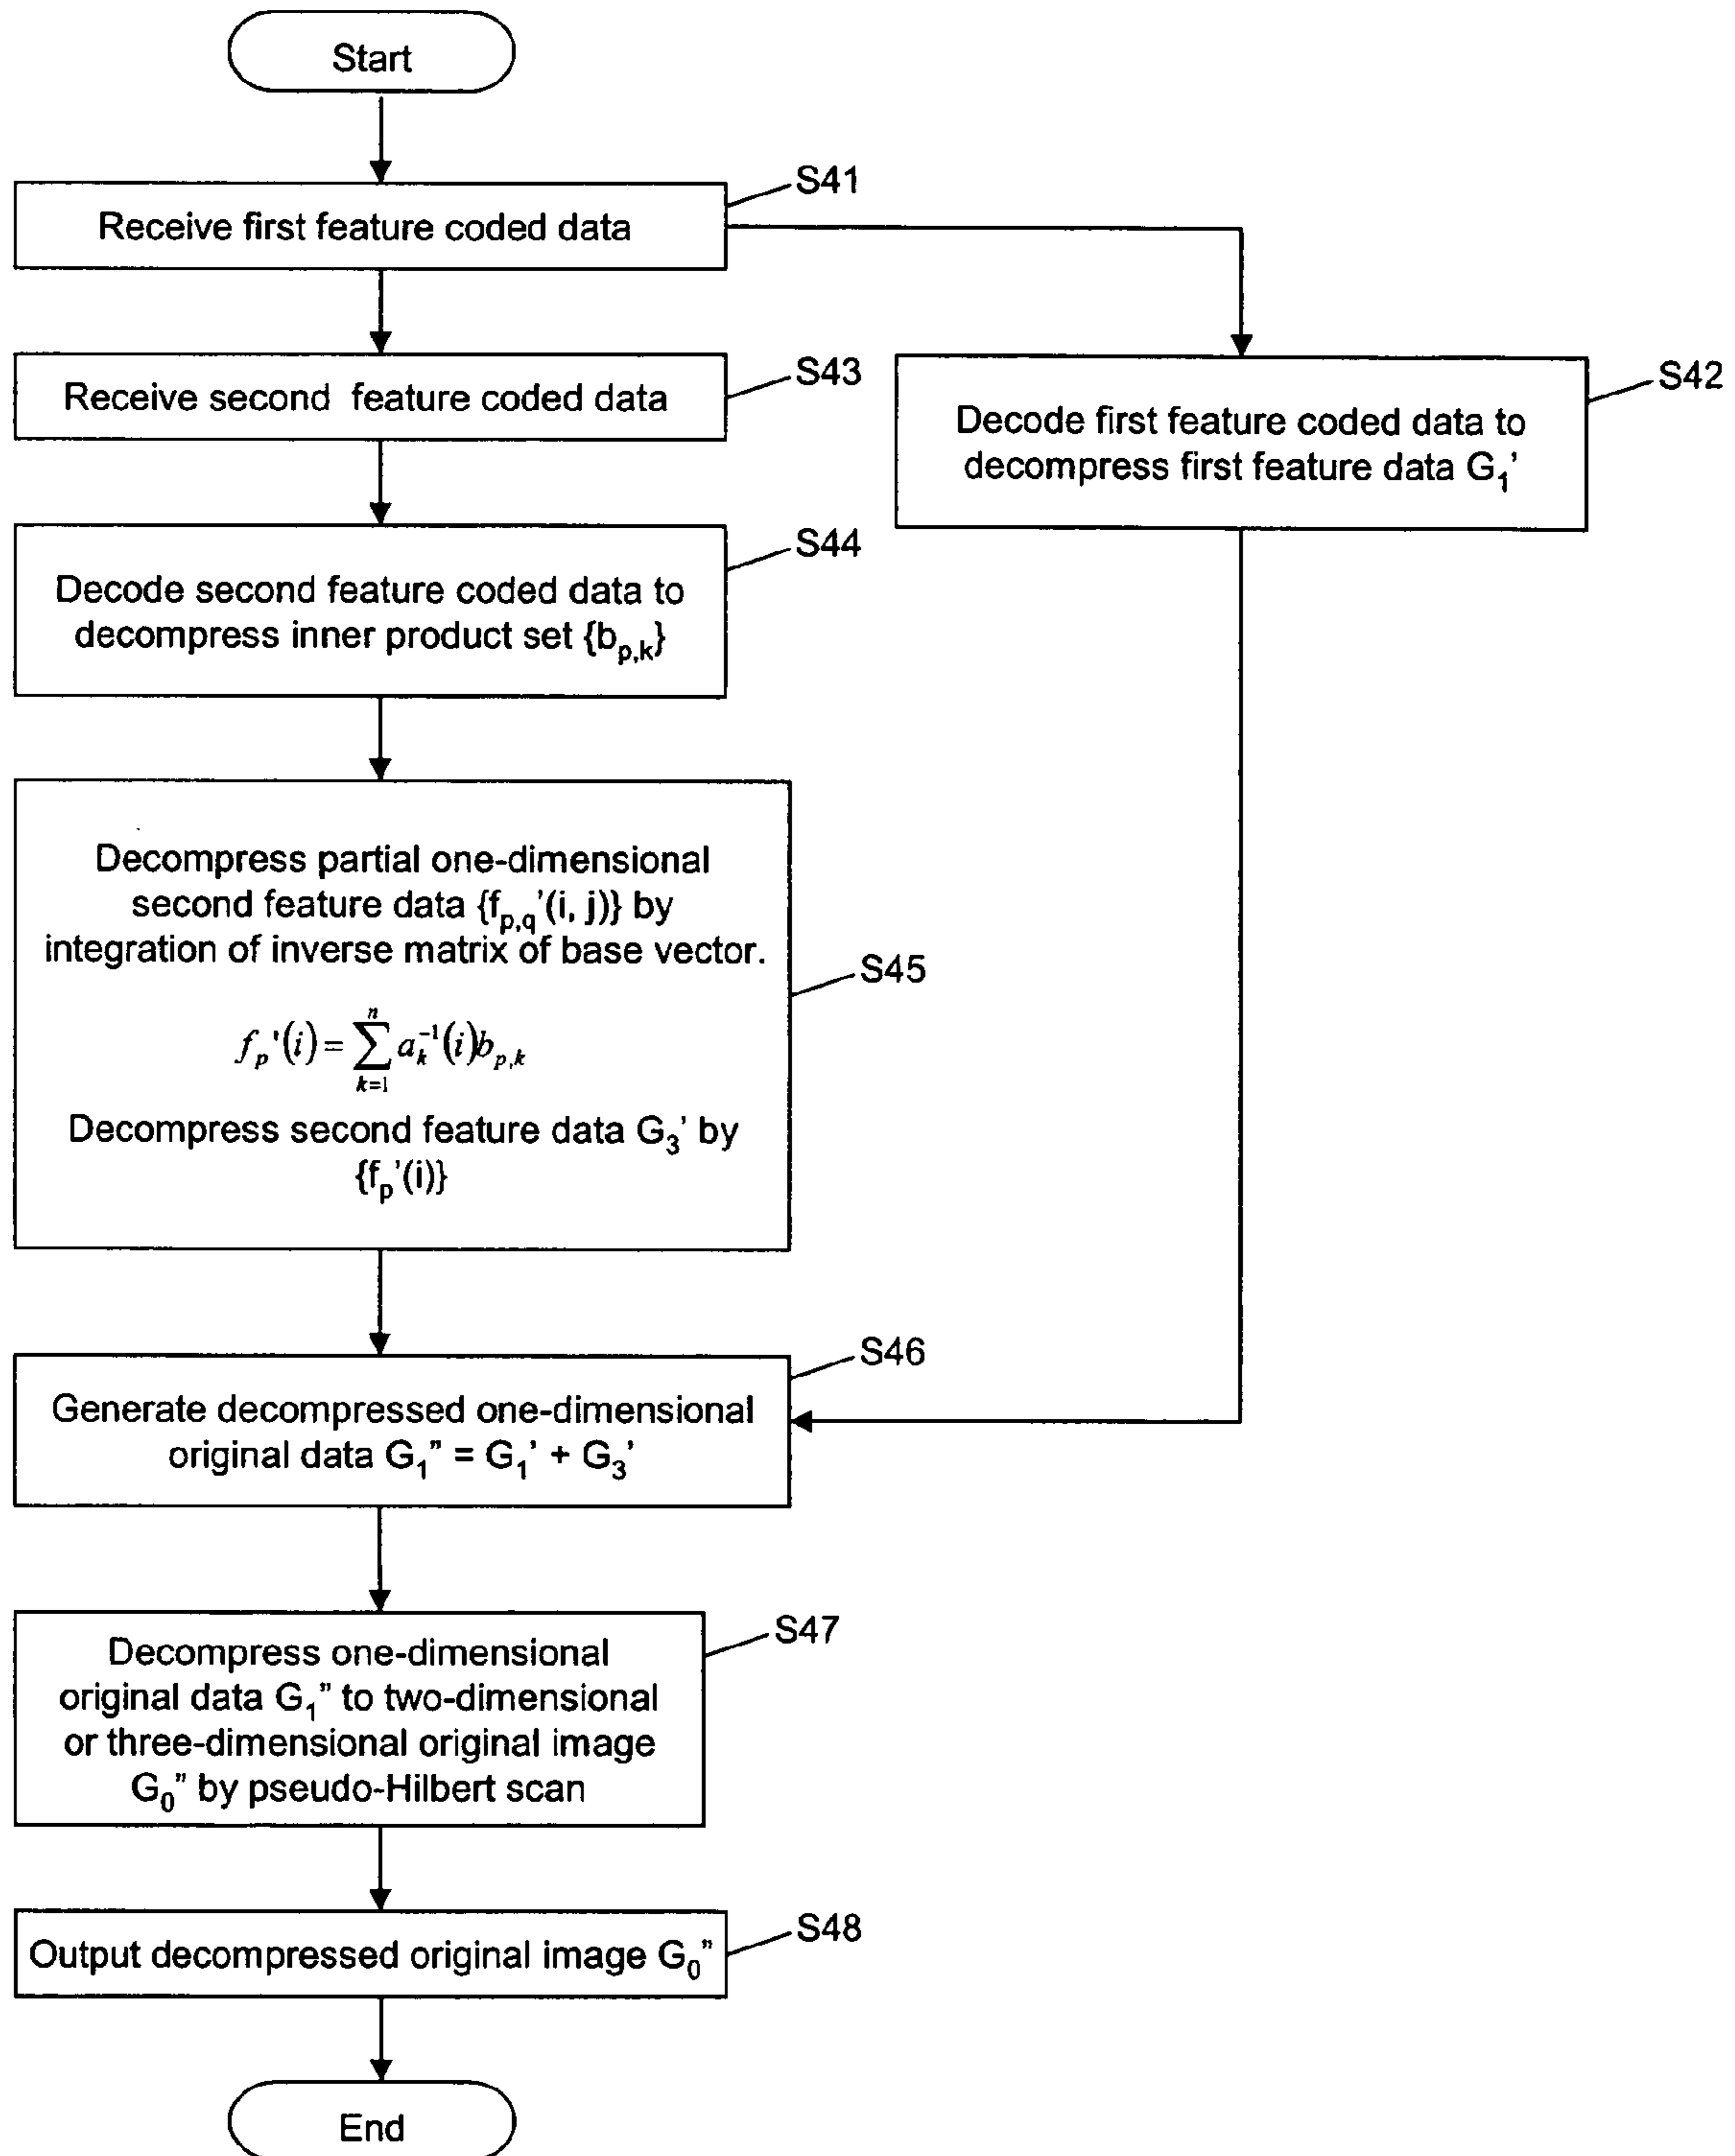 Start
S41
Receive first feature coded data
S43
Receive second feature coded data
S42
Decode first feature coded data to
decompress first feature data G₁’
S44
Decode second feature coded data to
decompress inner product set {bₚ,ₖ}
Decompress partial one-dimensional
second feature data {f_{p,q}’(i, j)} by
integration of inverse matrix of base vector.
S45
f_p'(i) = \sum_{k=1}^{n} a_k^{-1}(i) b_{p,k}
Decompress second feature data G₃’ by
{fₚ’(i)}
S46
Generate decompressed one-dimensional
original data G₁” = G₁’ + G₃’
S47
Decompress one-dimensional
original data G₁” to two-dimensional
or three-dimensional original image
G₀” by pseudo-Hilbert scan
S48
Output decompressed original image G₀”
End